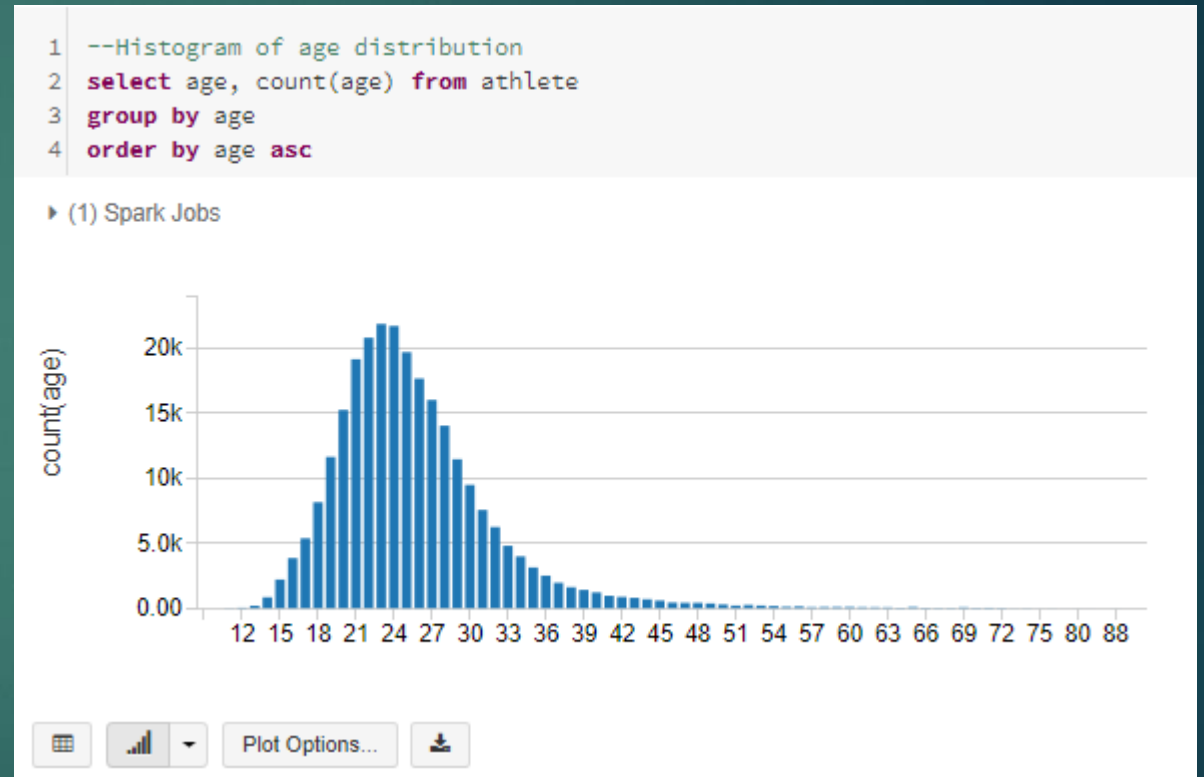 1 --Histogram of age distribution
2 select age, count(age) from athlete
3 group by age
4 order by age asc
(1) Spark Jobs
count(age)
20k
15k
10k
5.0k
0.00
12 15 18 21 24 27 30 33 36 39 42 45 48 51 54 57 60 63 66 69 72 75 80 88
Plot Options...